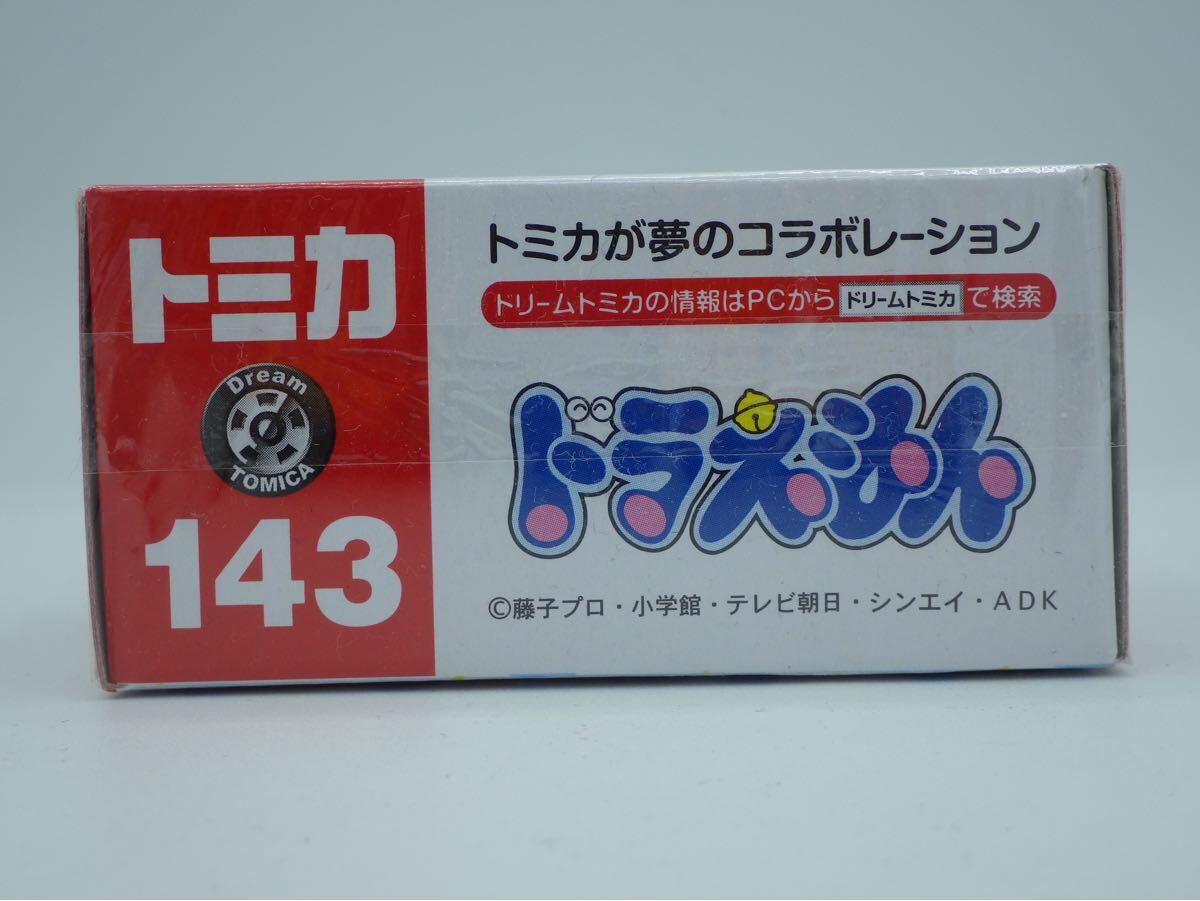 トミカ
Dream
TOMICA
143
トミカが夢のコラボレーション
ドリームトミカの情報はPCから ドリームトミカ で検索
ドラえもん
©藤子プロ・小学館・テレビ朝日・シンエイ・ADK